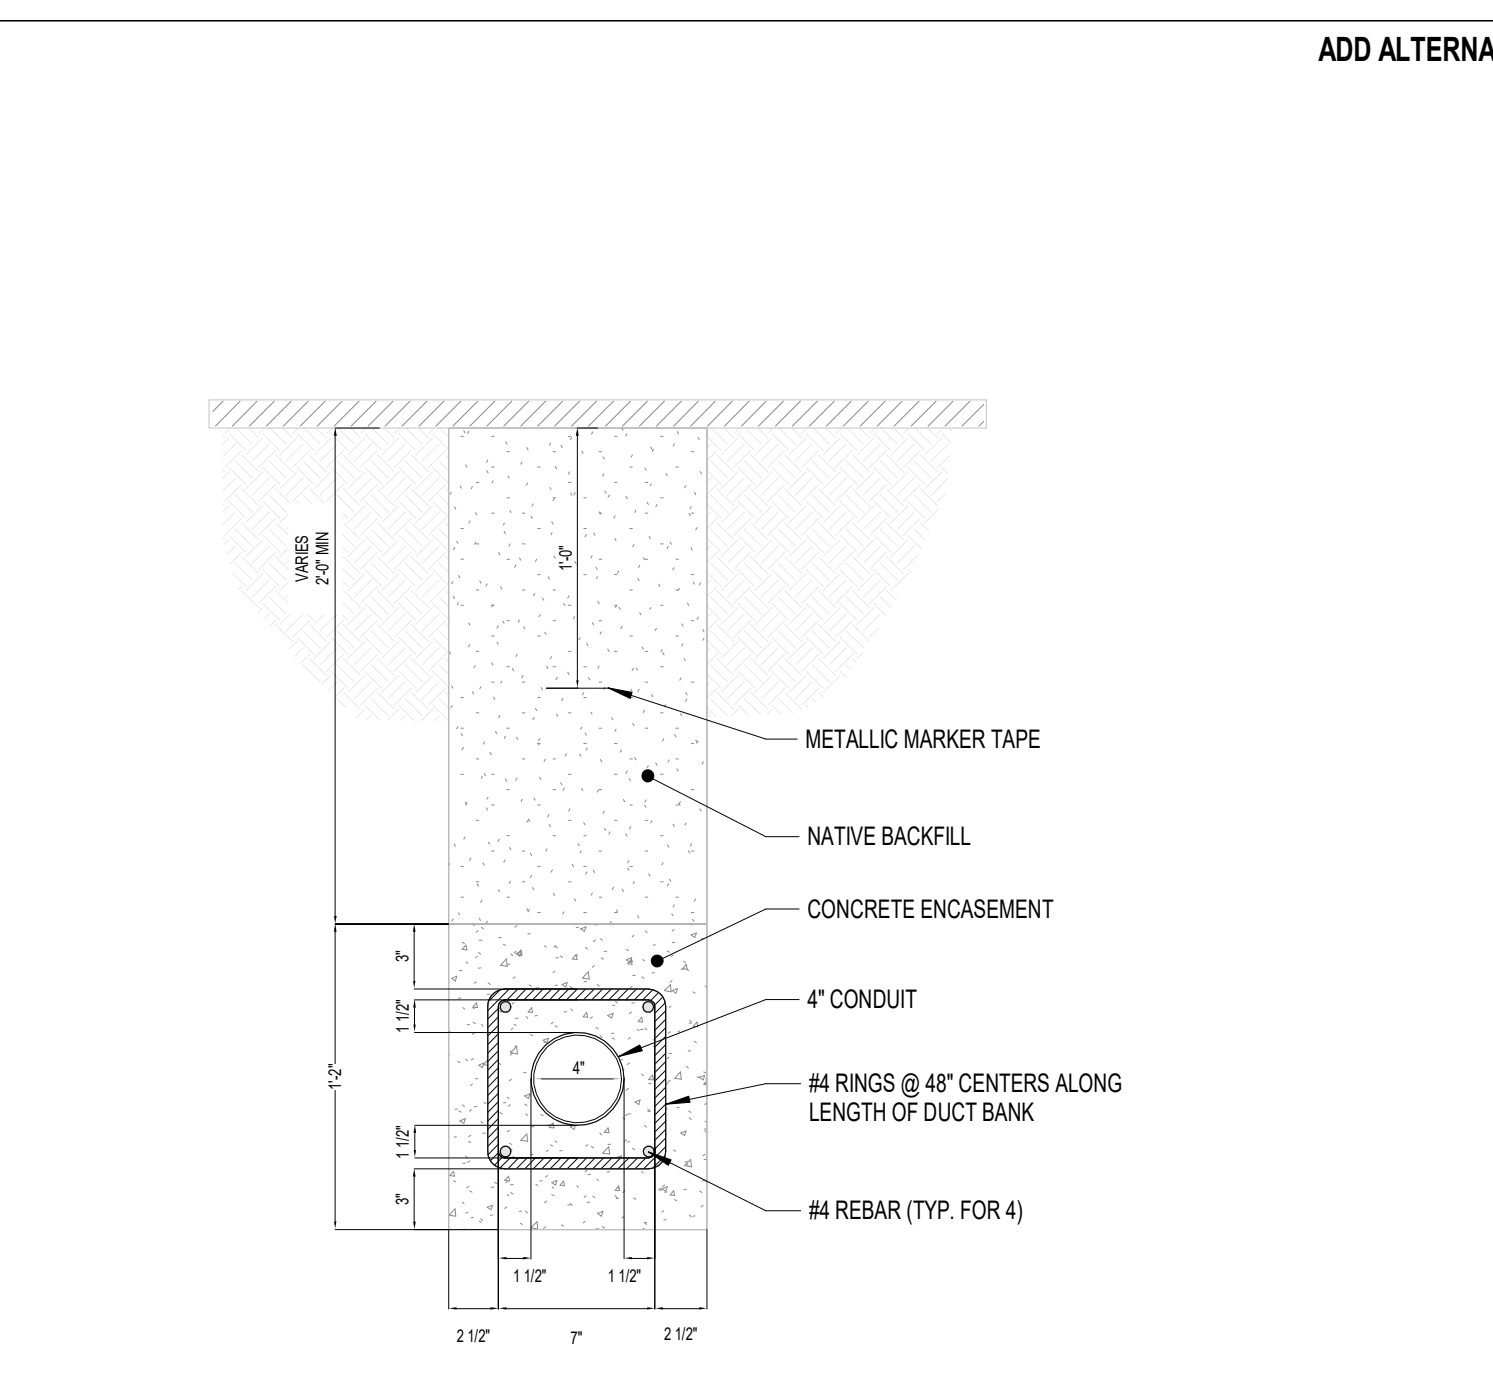 ADD ALTERNA
VARIES
2'-0" MIN
1'-0"
METALLIC MARKER TAPE
NATIVE BACKFILL
CONCRETE ENCASEMENT
3"
4" CONDUIT
1 1/2"
4"
1'-2"
#4 RINGS @ 48" CENTERS ALONG
LENGTH OF DUCT BANK
1 1/2"
3"
#4 REBAR (TYP. FOR 4)
1 1/2"
1 1/2"
2 1/2"
7"
2 1/2"